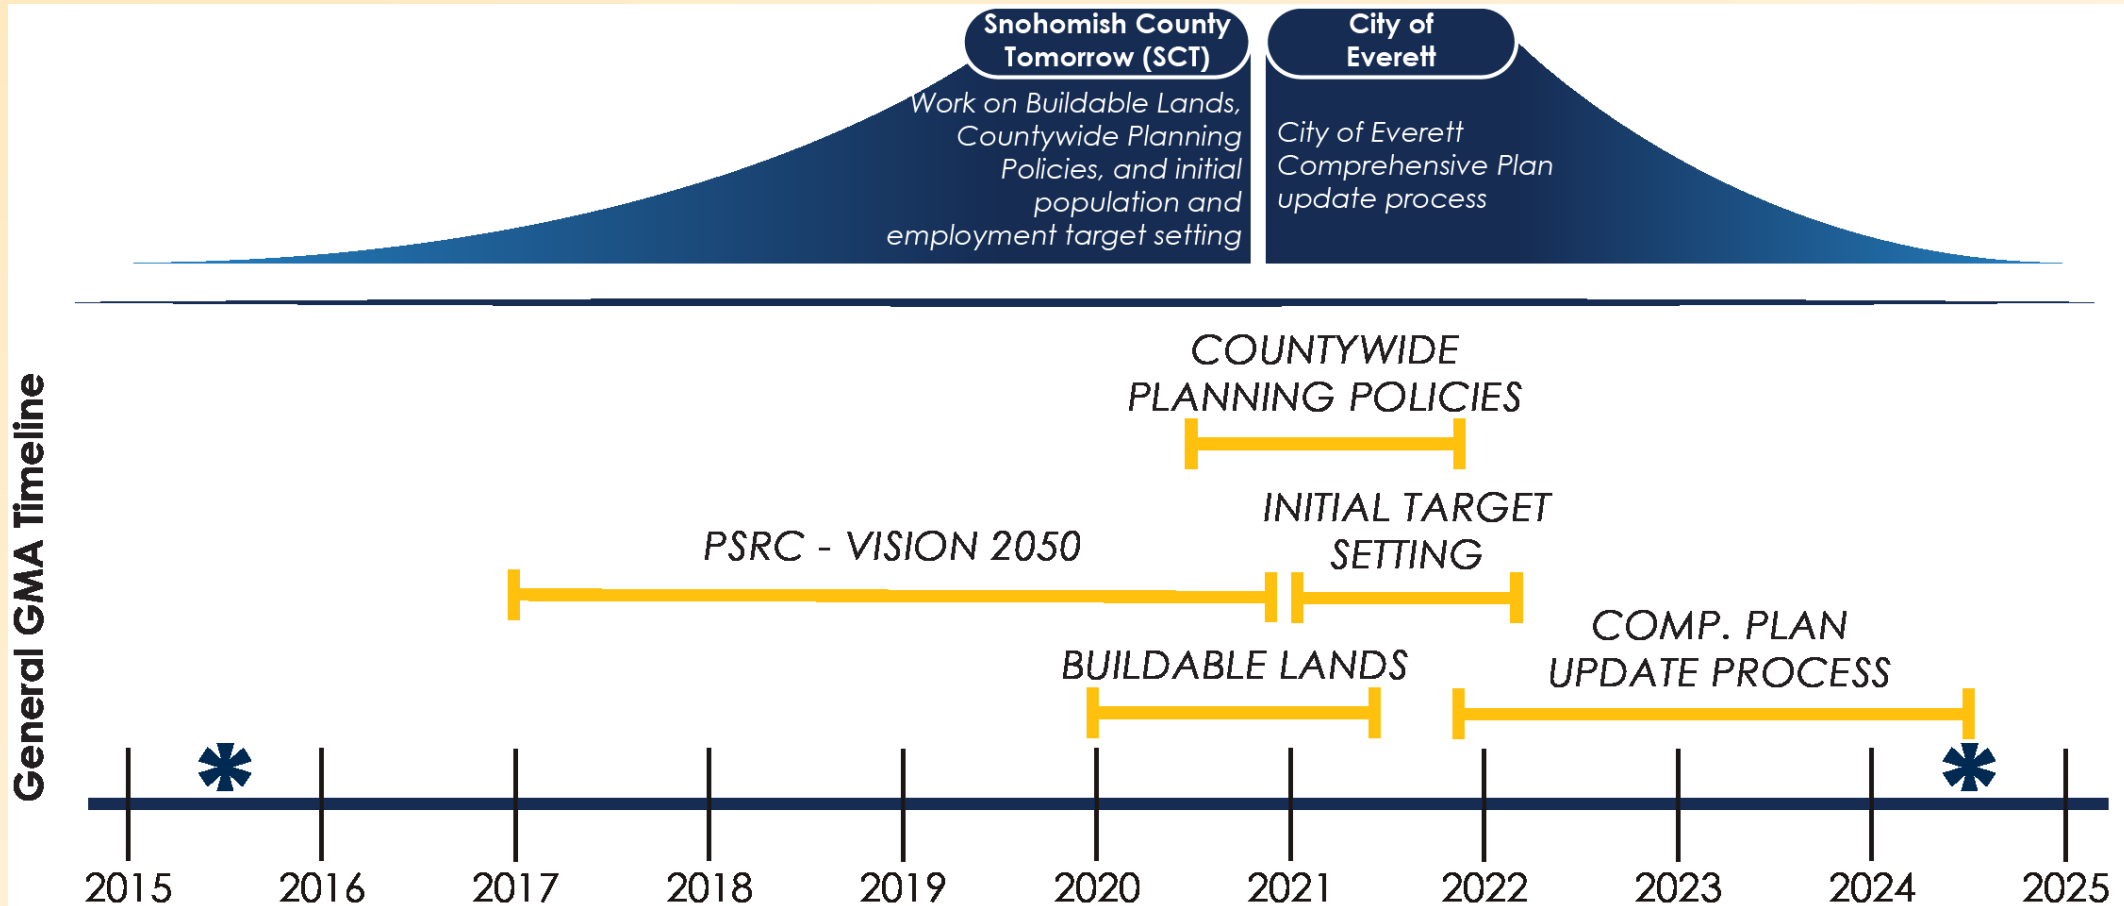 Snohomish County
Tomorrow (SCT)
Work on Buildable Lands,
Countywide Planning
Policies, and initial
population and
employment target setting
City of
Everett
City of Everett
Comprehensive Plan
update process
General GMA Timeline
COUNTYWIDE
PLANNING POLICIES
INITIAL TARGET
SETTING
PSRC - VISION 2050
COMP. PLAN
UPDATE PROCESS
BUILDABLE LANDS
2015 2016 2017 2018 2019 2020 2021 2022 2023 2024 2025